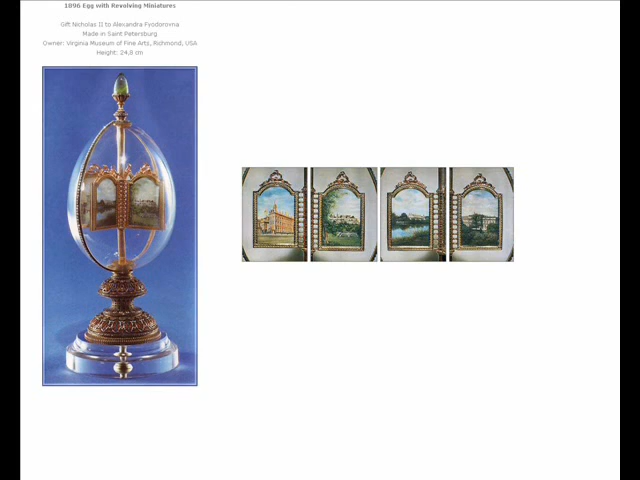 1896 Egg with Revolving Miniatures
Gift Nicholas II to Alexandra Fyodorovna
Made in Saint Petersburg
Owner: Virginia Museum of Fine Arts, Richmond, USA
Height: 24,8 cm